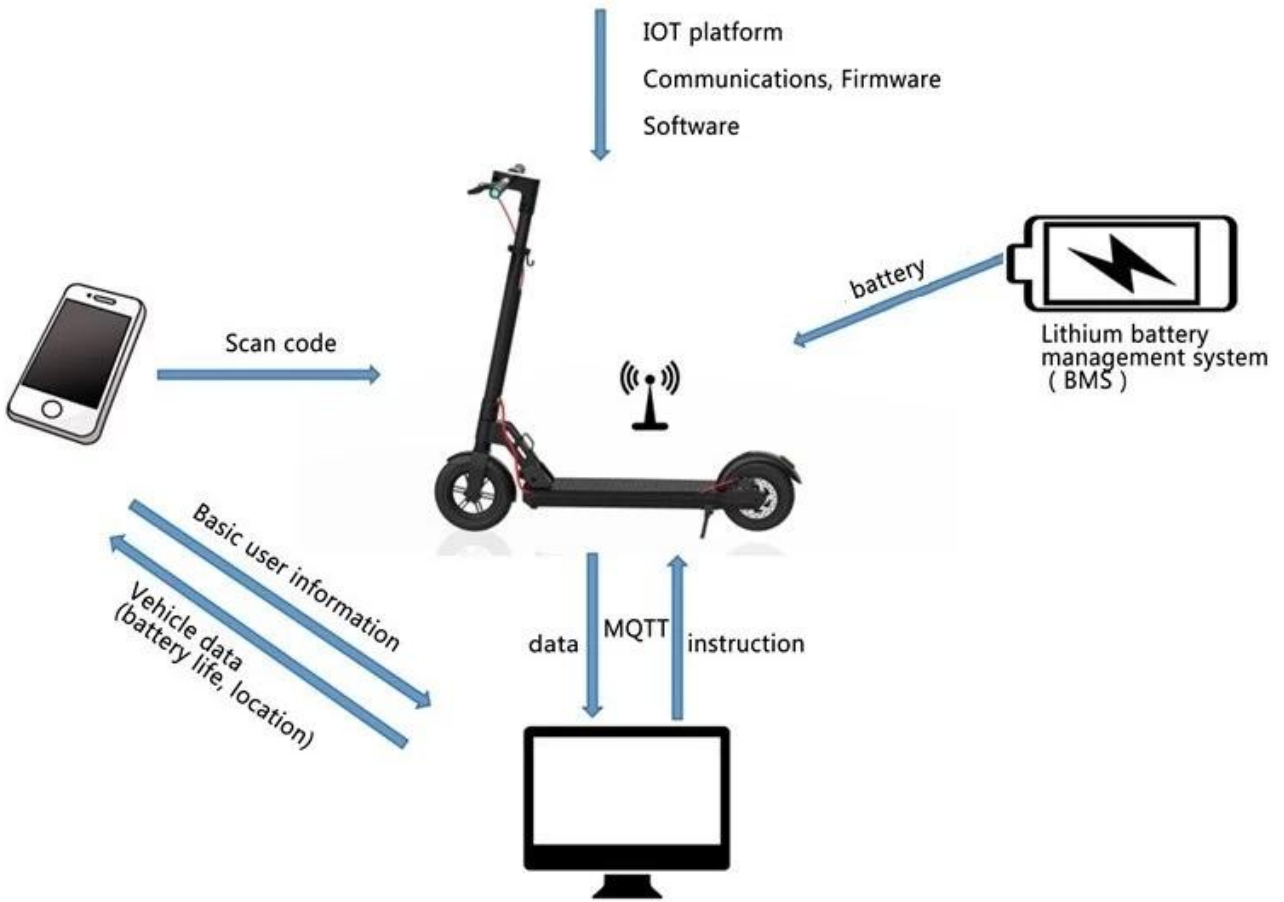 IOT platform
Communications, Firmware
Software
battery
Lithium battery
management system
( BMS )
Scan code
Basic user information
Vehicle data
(battery life, location)
data
MQTT
instruction